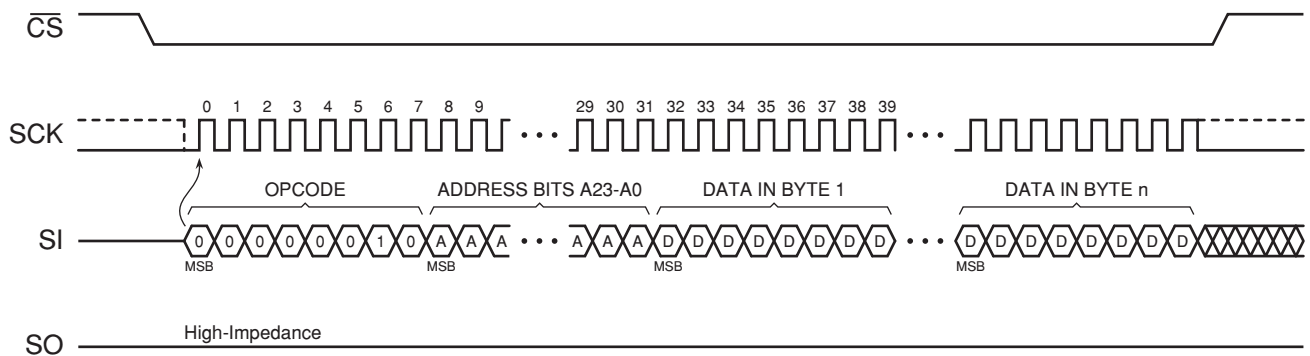 CS
0 1 2 3 4 5 6 7 8 9 29 30 31 32 33 34 35 36 37 38 39
SCK
OPCODE ADDRESS BITS A23-A0 DATA IN BYTE 1 DATA IN BYTE n
SI 0 0 0 0 0 0 1 0 A A A A A A D D D D D D D D D D D D D D D D
MSB MSB MSB MSB
High-Impedance
SO